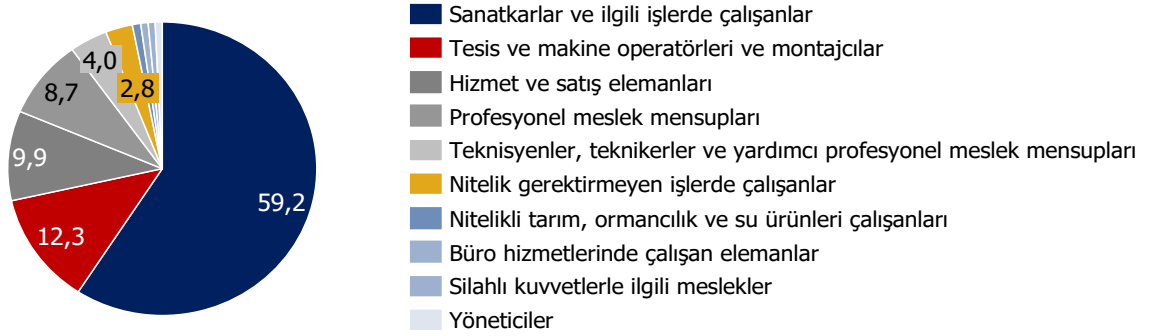 Sanatkarlar ve ilgili işlerde çalışanlar
Tesis ve makine operatörleri ve montajcılar
Hizmet ve satış elemanları
Profesyonel meslek mensupları
Teknisyenler, teknikerler ve yardımcı profesyonel meslek mensupları
Nitelik gerektirmeyen işlerde çalışanlar
Nitelikli tarım, ormancılık ve su ürünleri çalışanları
Büro hizmetlerinde çalışan elemanlar
Silahlı kuvvetlerle ilgili meslekler
Yöneticiler
4,0
2,8
8,7
9,9
12,3
59,2